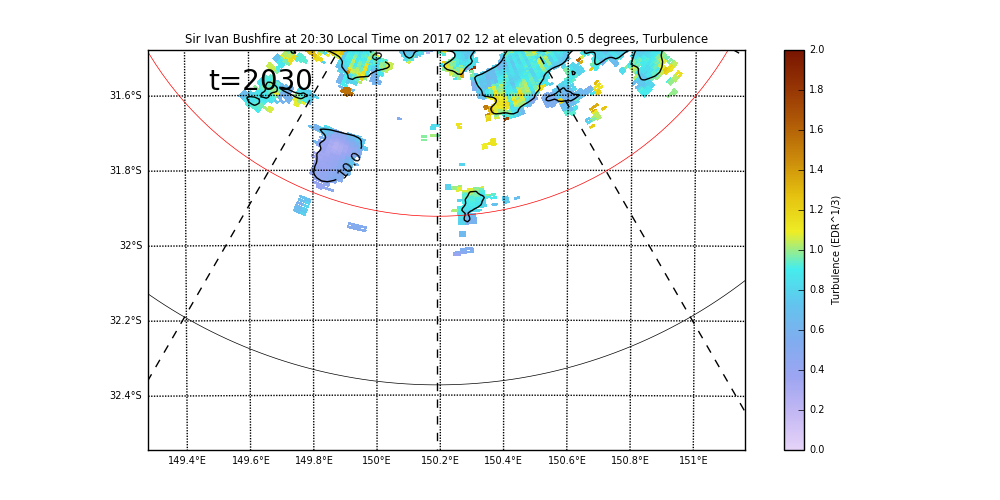 Sir Ivan Bushfire at 20:30 Local Time on 2017 02 12 at elevation 0.5 degrees, Turbulence
t=2030
31.6°S
31.8°S
32°S
32.2°S
32.4°S
10.0
149.4°E 149.6°E 149.8°E 150°E 150.2°E 150.4°E 150.6°E 150.8°E 151°E
2.0
1.8
1.6
1.4
1.2
1.0
0.8
0.6
0.4
0.2
0.0
Turbulence (EDR^1/3)